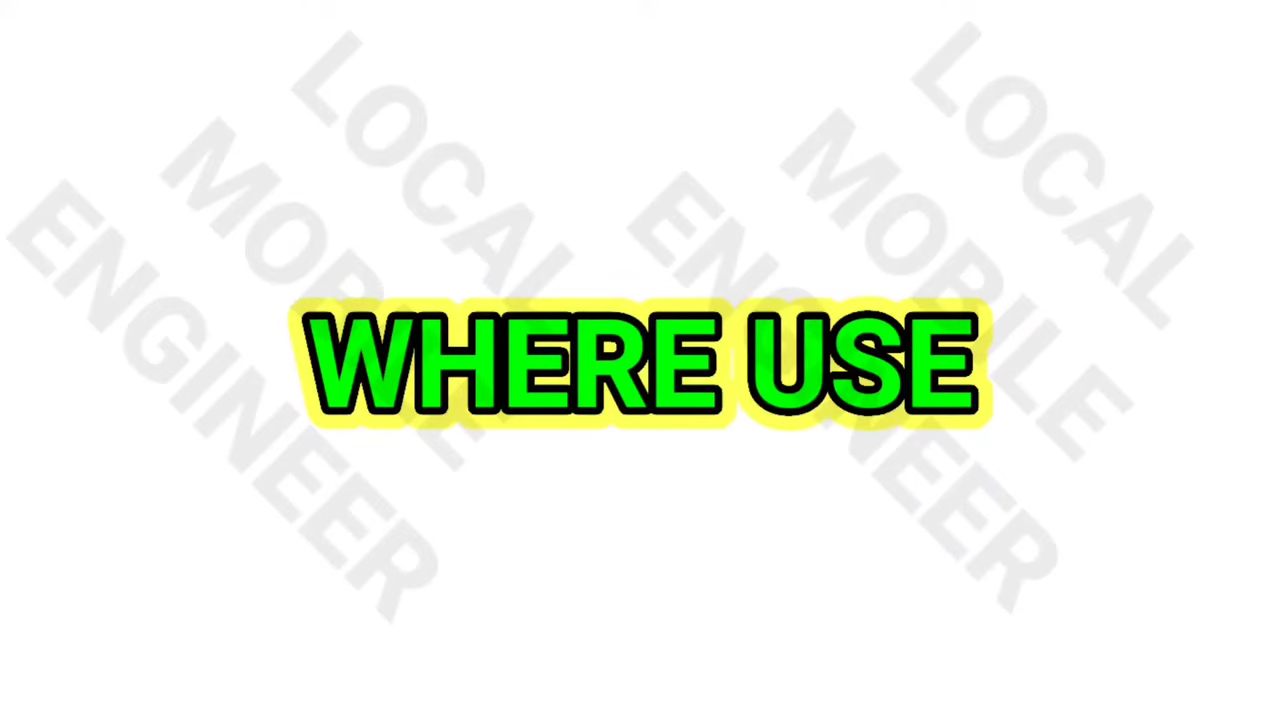 LOCAL
MOBILE
ENGINEER
LOCAL
MOBILE
ENGINEER
WHERE USE